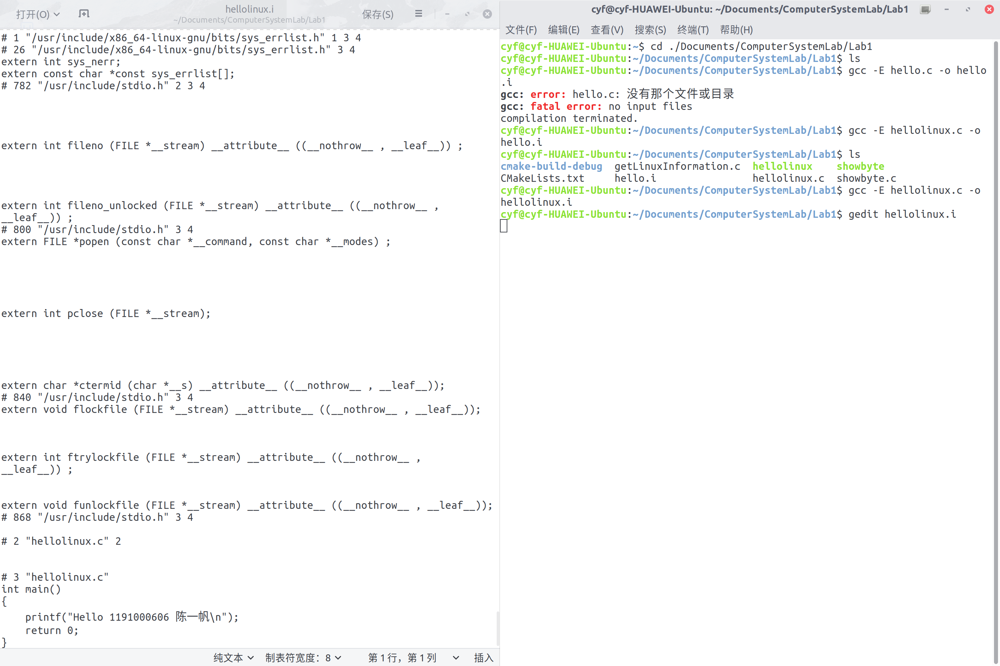 打开(O)
hellolinux.i
~/Documents/ComputerSystemLab/Lab1
保存(S)
# 1 "/usr/include/x86_64-linux-gnu/bits/sys_errlist.h" 1 3 4
# 26 "/usr/include/x86_64-linux-gnu/bits/sys_errlist.h" 3 4
extern int sys_nerr;
extern const char *const sys_errlist[];
# 782 "/usr/include/stdio.h" 2 3 4
extern int fileno (FILE *__stream) __attribute__ ((__nothrow__ , __leaf__)) ;
extern int fileno_unlocked (FILE *__stream) __attribute__ ((__nothrow__ ,
__leaf__)) ;
# 800 "/usr/include/stdio.h" 3 4
extern FILE *popen (const char *__command, const char *__modes) ;
extern int pclose (FILE *__stream);
extern char *ctermid (char *__s) __attribute__ ((__nothrow__ , __leaf__));
# 840 "/usr/include/stdio.h" 3 4
extern void flockfile (FILE *__stream) __attribute__ ((__nothrow__ , __leaf__));
extern int ftrylockfile (FILE *__stream) __attribute__ ((__nothrow__ ,
__leaf__)) ;
extern void funlockfile (FILE *__stream) __attribute__ ((__nothrow__ , __leaf__));
# 868 "/usr/include/stdio.h" 3 4
# 2 "hellolinux.c" 2
# 3 "hellolinux.c"
int main()
{
    printf("Hello 1191000606 陈一帆\n");
    return 0;
}
纯文本 制表符宽度：8 第 1 行，第 1 列 插入
cyf@cyf-HUAWEI-Ubuntu: ~/Documents/ComputerSystemLab/Lab1
文件(F) 编辑(E) 查看(V) 搜索(S) 终端(T) 帮助(H)
cyf@cyf-HUAWEI-Ubuntu:~$ cd ./Documents/ComputerSystemLab/Lab1
cyf@cyf-HUAWEI-Ubuntu:~/Documents/ComputerSystemLab/Lab1$ ls
cyf@cyf-HUAWEI-Ubuntu:~/Documents/ComputerSystemLab/Lab1$ gcc -E hello.c -o hello
.i
gcc: error: hello.c: 没有那个文件或目录
gcc: fatal error: no input files
compilation terminated.
cyf@cyf-HUAWEI-Ubuntu:~/Documents/ComputerSystemLab/Lab1$ gcc -E hellolinux.c -o
hello.i
cyf@cyf-HUAWEI-Ubuntu:~/Documents/ComputerSystemLab/Lab1$ ls
cmake-build-debug  getLinuxInformation.c  hellolinux    showbyte
CMakeLists.txt     hello.i                hellolinux.c  showbyte.c
cyf@cyf-HUAWEI-Ubuntu:~/Documents/ComputerSystemLab/Lab1$ gcc -E hellolinux.c -o
hellolinux.i
cyf@cyf-HUAWEI-Ubuntu:~/Documents/ComputerSystemLab/Lab1$ gedit hellolinux.i